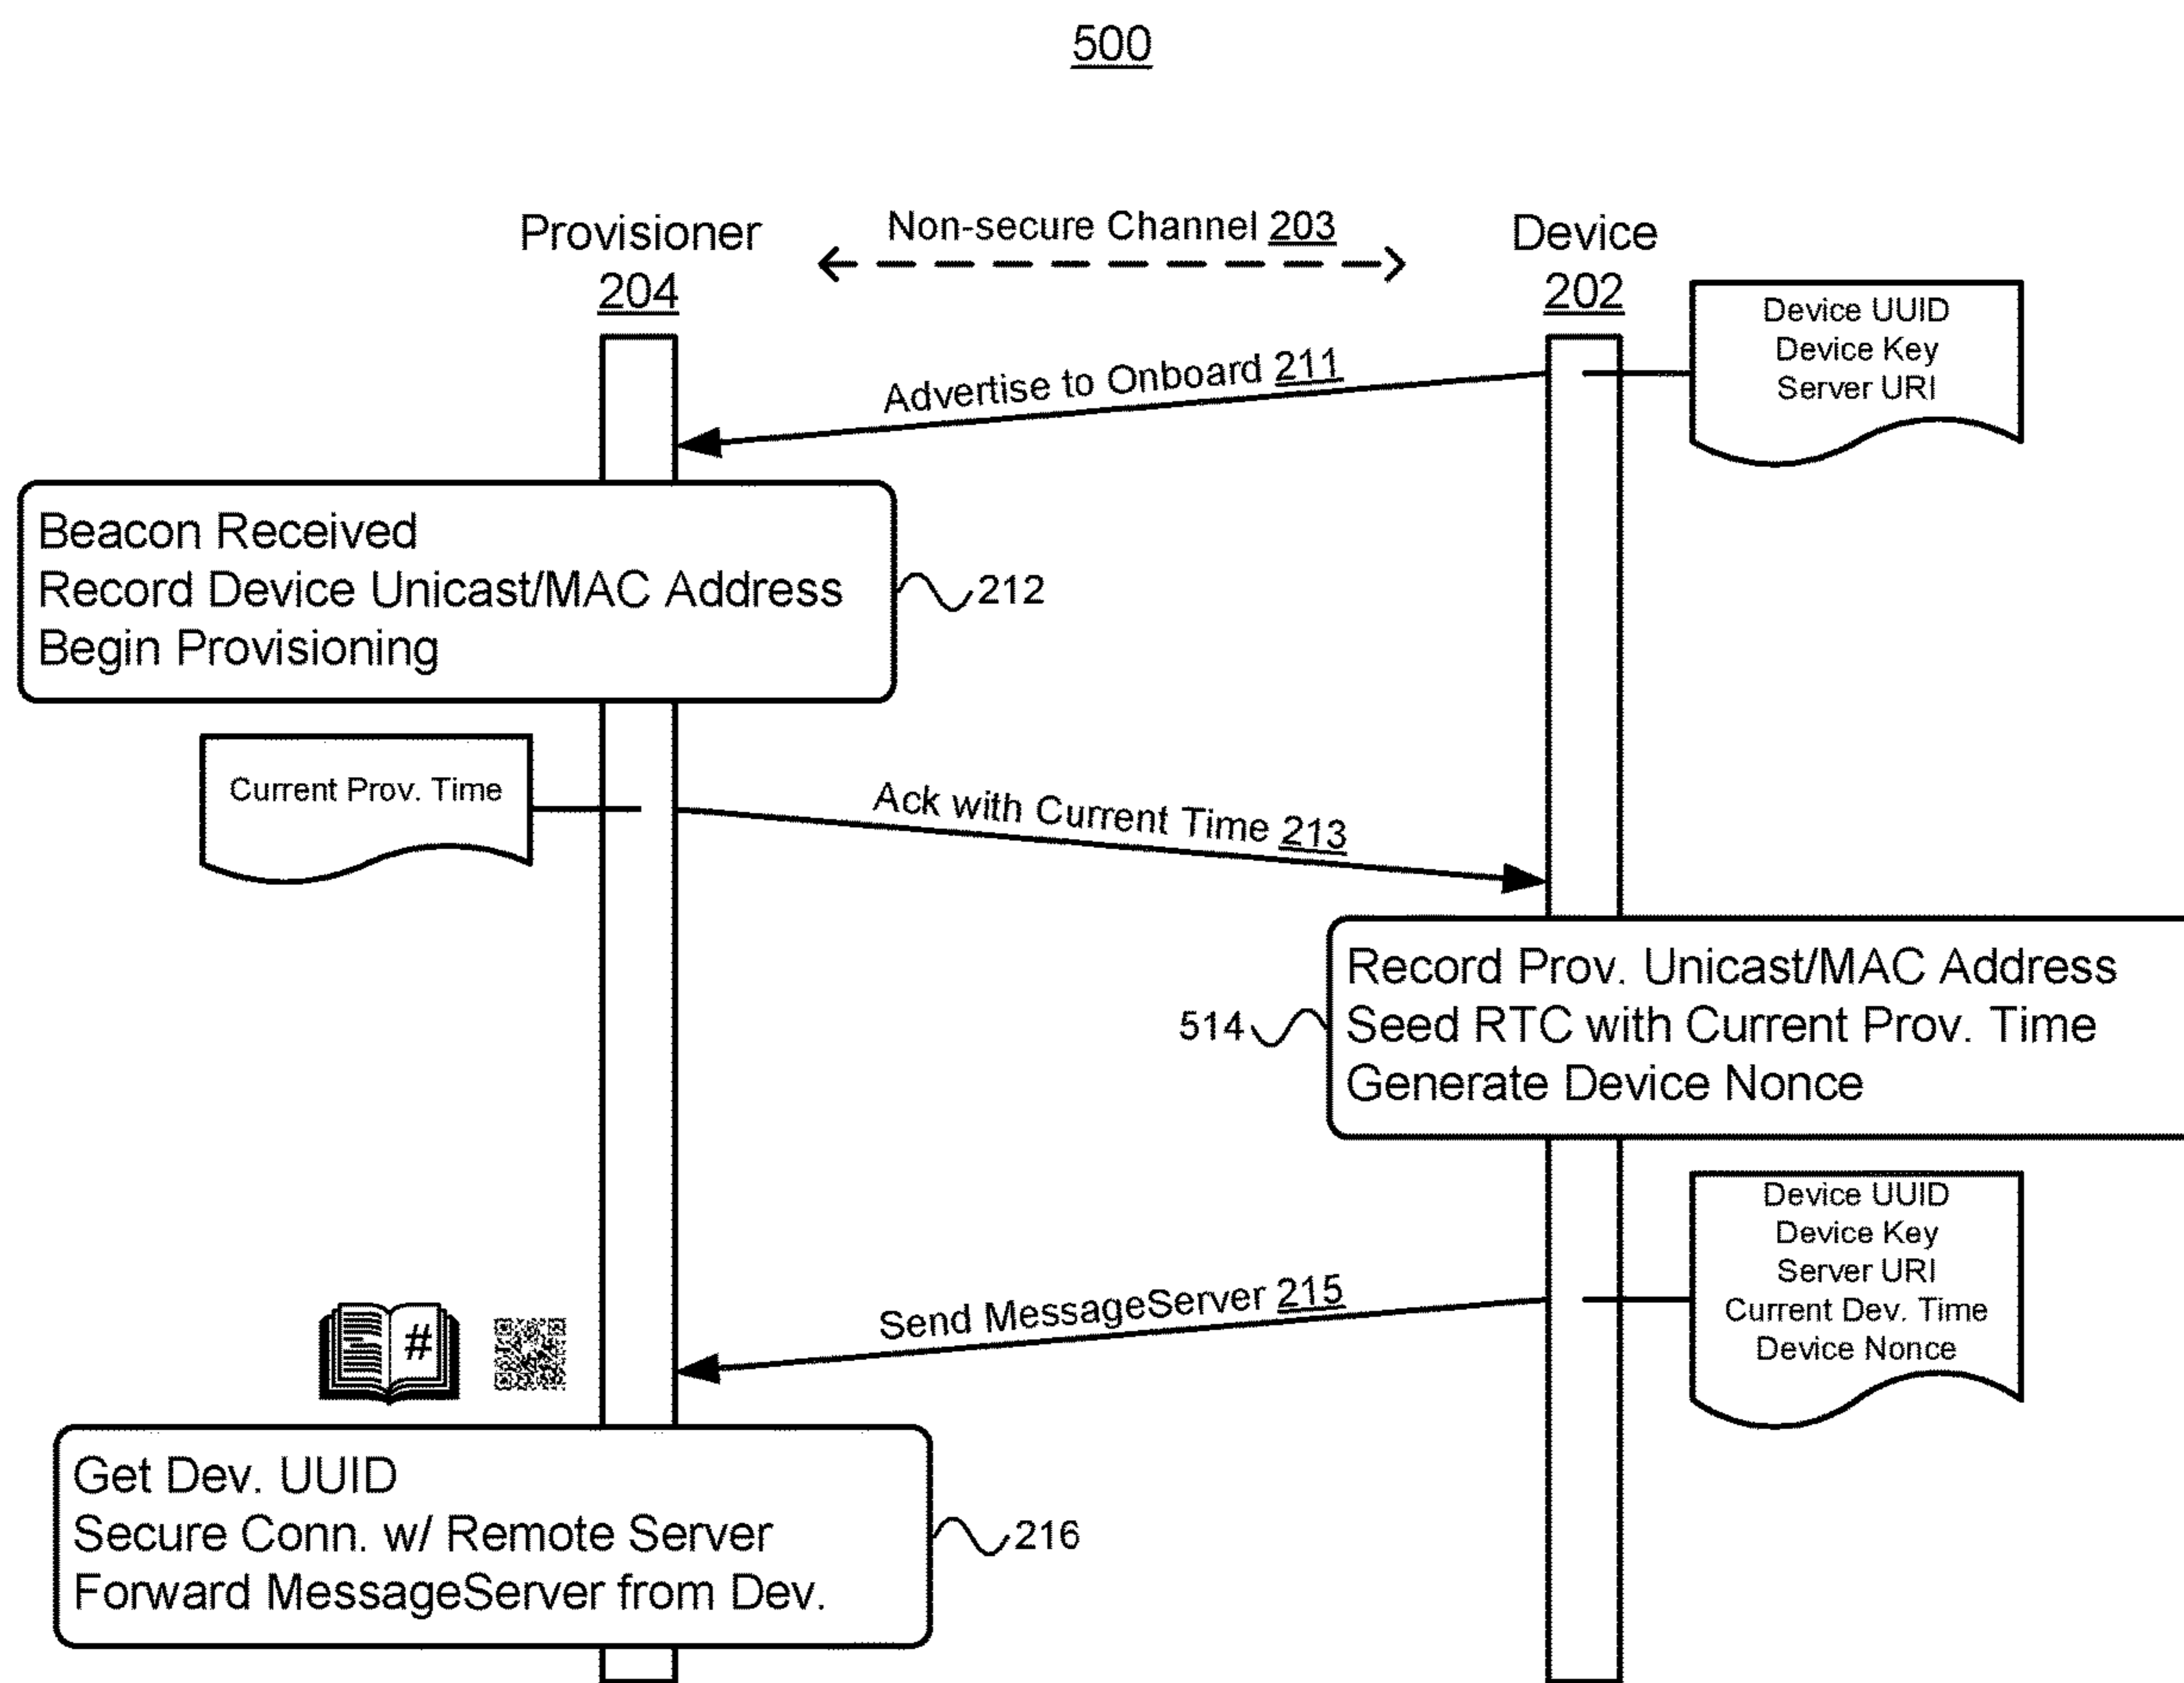 500
Provisioner
204
Non-secure Channel 203
Device
202
Device UUID
Device Key
Server URI
Advertise to Onboard 211
Beacon Received
Record Device Unicast/MAC Address
Begin Provisioning
212
Current Prov. Time
Ack with Current Time 213
Record Prov. Unicast/MAC Address
Seed RTC with Current Prov. Time
Generate Device Nonce
514
Device UUID
Device Key
Server URI
Current Dev. Time
Device Nonce
Send MessageServer 215
#
Get Dev. UUID
Secure Conn. w/ Remote Server
Forward MessageServer from Dev.
216